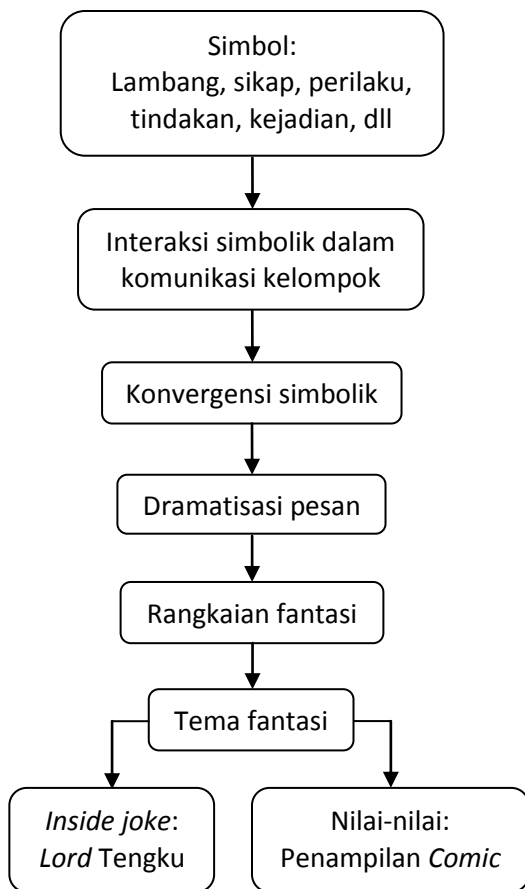 Simbol:
Lambang, sikap, perilaku,
tindakan, kejadian, dll
Interaksi simbolik dalam
komunikasi kelompok
Konvergensi simbolik
Dramatisasi pesan
Rangkaian fantasi
Tema fantasi
Inside joke:
Lord Tengku
Nilai-nilai:
Penampilan Comic